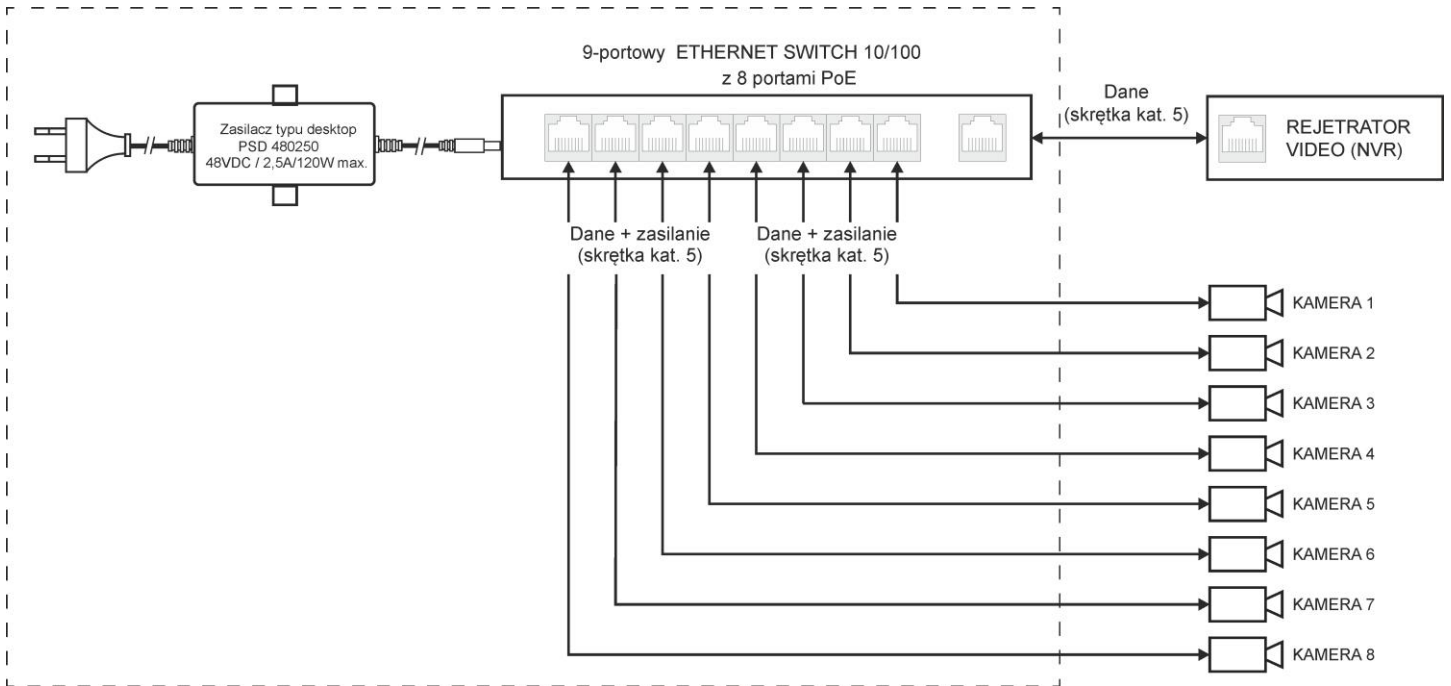 9-portowy ETHERNET SWITCH 10/100
z 8 portami PoE
Zasilacz typu desktop
PSD 480250
48VDC / 2,5A/120W max.
Dane
(skrętka kat. 5)
REJETRATOR
VIDEO (NVR)
Dane + zasilanie
(skrętka kat. 5)
Dane + zasilanie
(skrętka kat. 5)
KAMERA 1
KAMERA 2
KAMERA 3
KAMERA 4
KAMERA 5
KAMERA 6
KAMERA 7
KAMERA 8